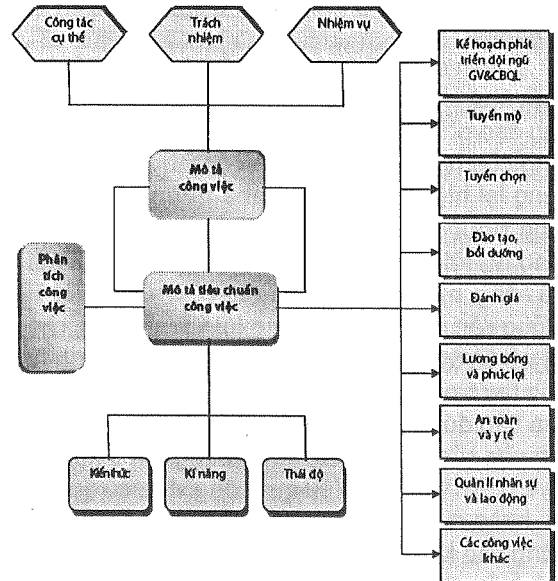 Công tác
cụ thể
Trách
nhiệm
Nhiệm vụ
Kế hoạch phát
triển đội ngũ
GV&CBQL
Tuyển mộ
Tuyển chọn
Đào tạo,
bồi dưỡng
Đánh giá
Lương bổng
và phúc lợi
An toàn
và y tế
Quản lí nhân sự
và lao động
Các công việc
khác
Mô tả
công việc
Phân
tích
công
việc
Mô tả tiêu chuẩn
công việc
Kiến thức
Kĩ năng
Thái độ